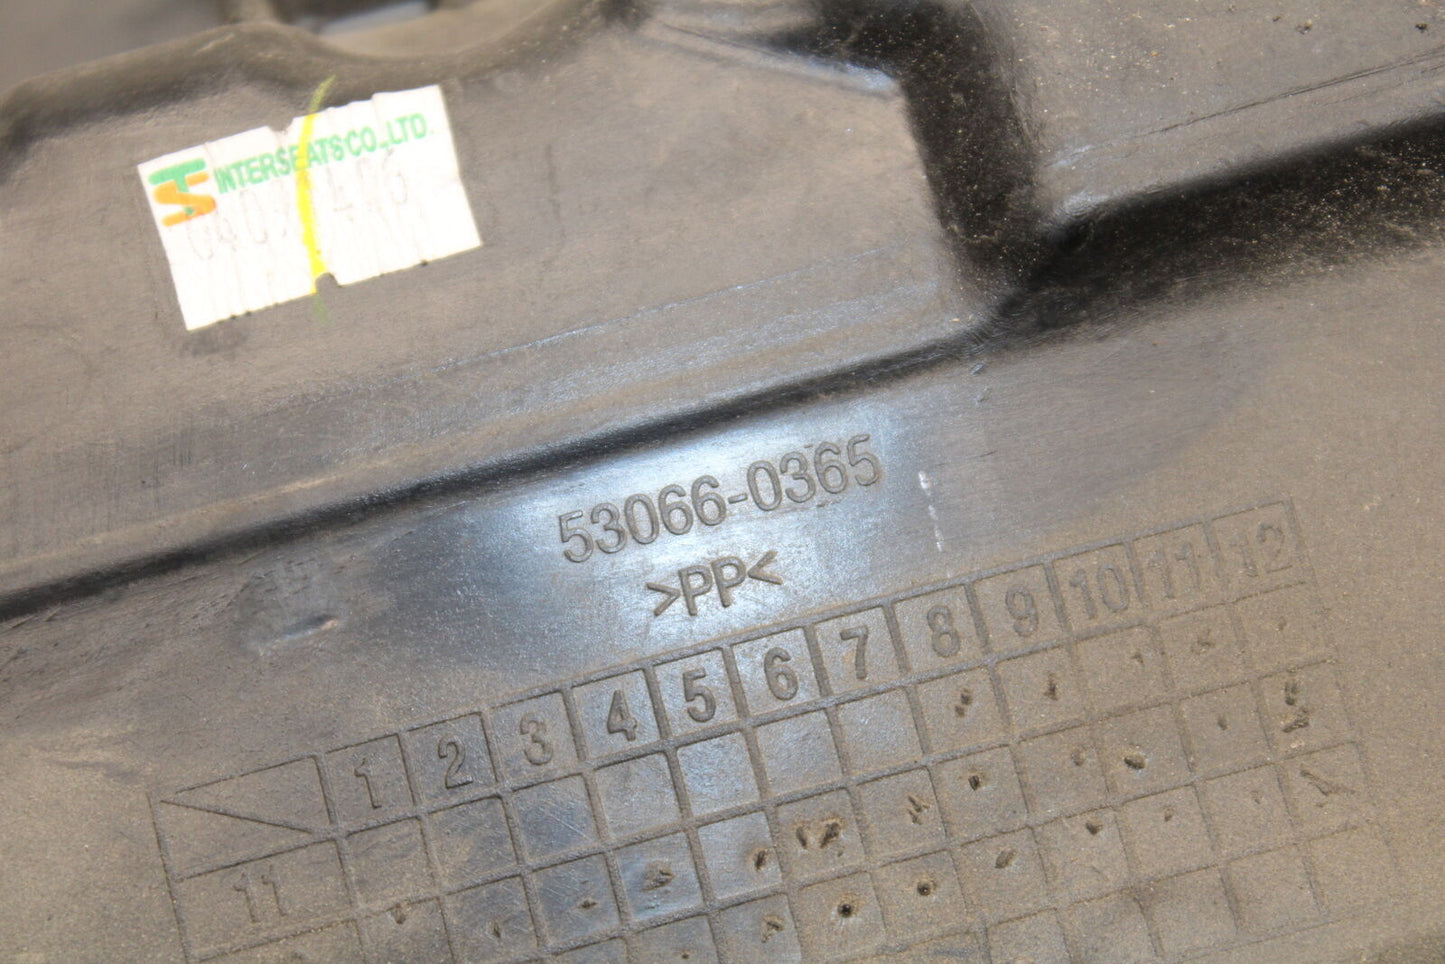 TS INTERSEATS CO.,LTD.
53066-0365
>PP<
1 2 3 4 5 6 7 8 9 10 11 12
11